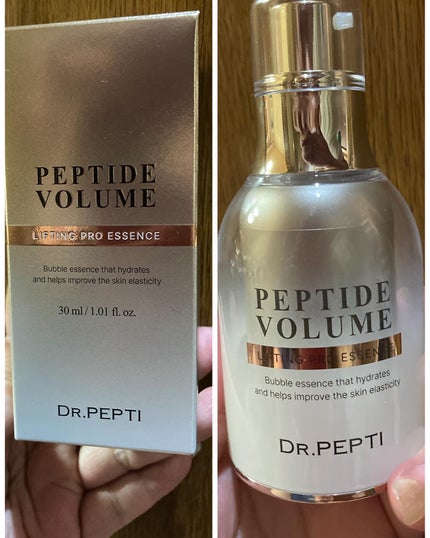 PEPTIDE
VOLUME
LIFTING PRO ESSENCE
Bubble essence that hydrates
and helps improve the skin elasticity
30 ml / 1.01 fl. oz.
DR.PEPTI
PEPTIDE
VOLUME
LIFTING PRO ESSENCE
Bubble essence that hydrates
and helps improve the skin elasticity
DR.PEPTI